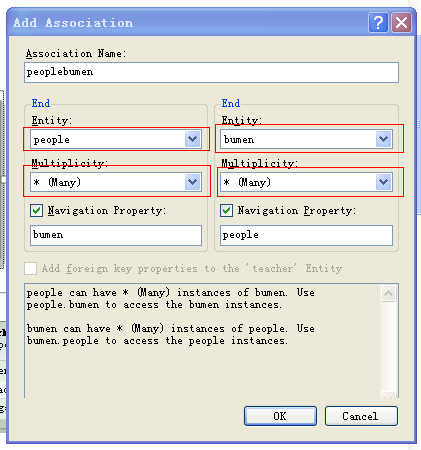 Add Association
Association Name:
peoplebumen
End
End
Entity:
Entity:
people
bumen
Multiplicity:
Multiplicity:
* (Many)
* (Many)
Navigation Property:
Navigation Property:
bumen
people
Add foreign key properties to the 'teacher' Entity
people can have * (Many) instances of bumen. Use
people.bumen to access the bumen instances.
bumen can have * (Many) instances of people. Use
bumen.people to access the people instances.
OK
Cancel